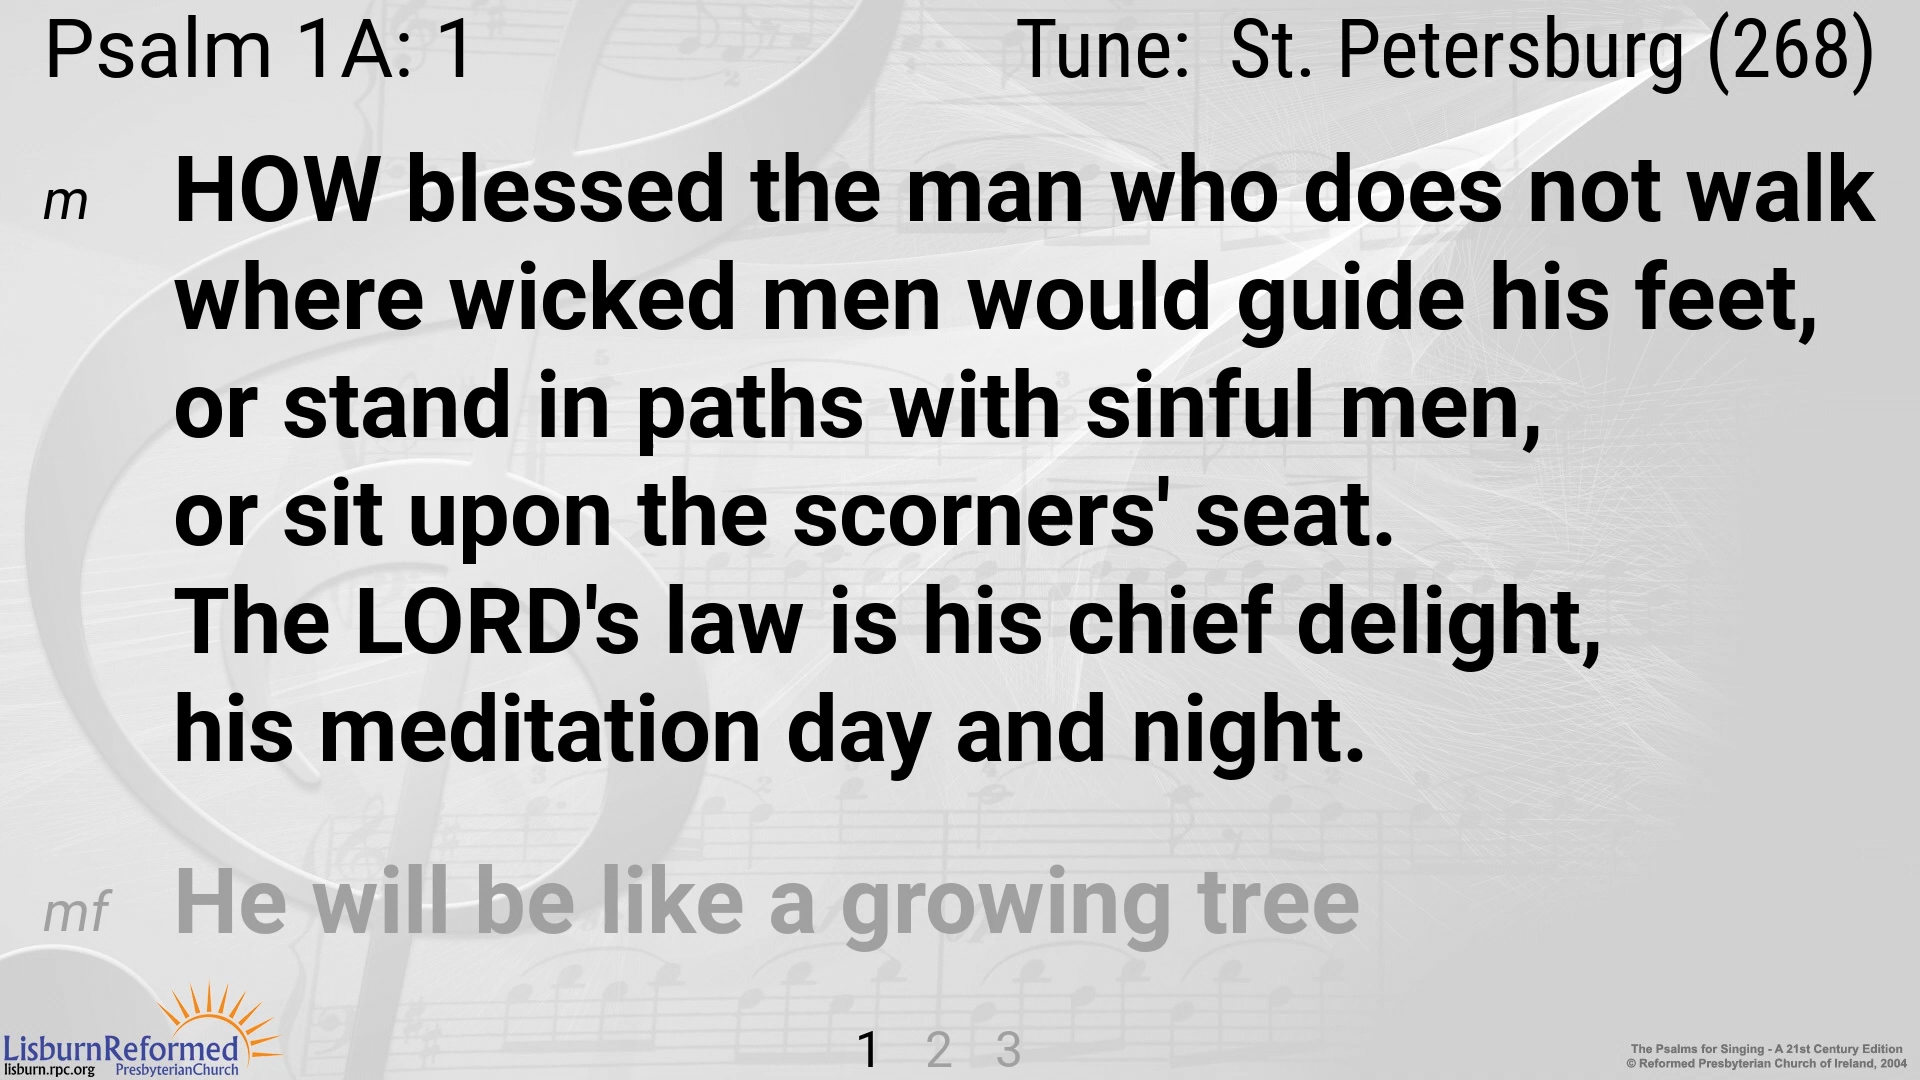 Psalm 1A: 1
Tune: St. Petersburg (268)
m HOW blessed the man who does not walk
where wicked men would guide his feet,
or stand in paths with sinful men,
or sit upon the scorners' seat.
The LORD's law is his chief delight,
his meditation day and night.
mf He will be like a growing tree
LisburnReformed
lisburn.rpc.org PresbyterianChurch
1 2 3
The Psalms for Singing - A 21st Century Edition
© Reformed Presbyterian Church of Ireland, 2004